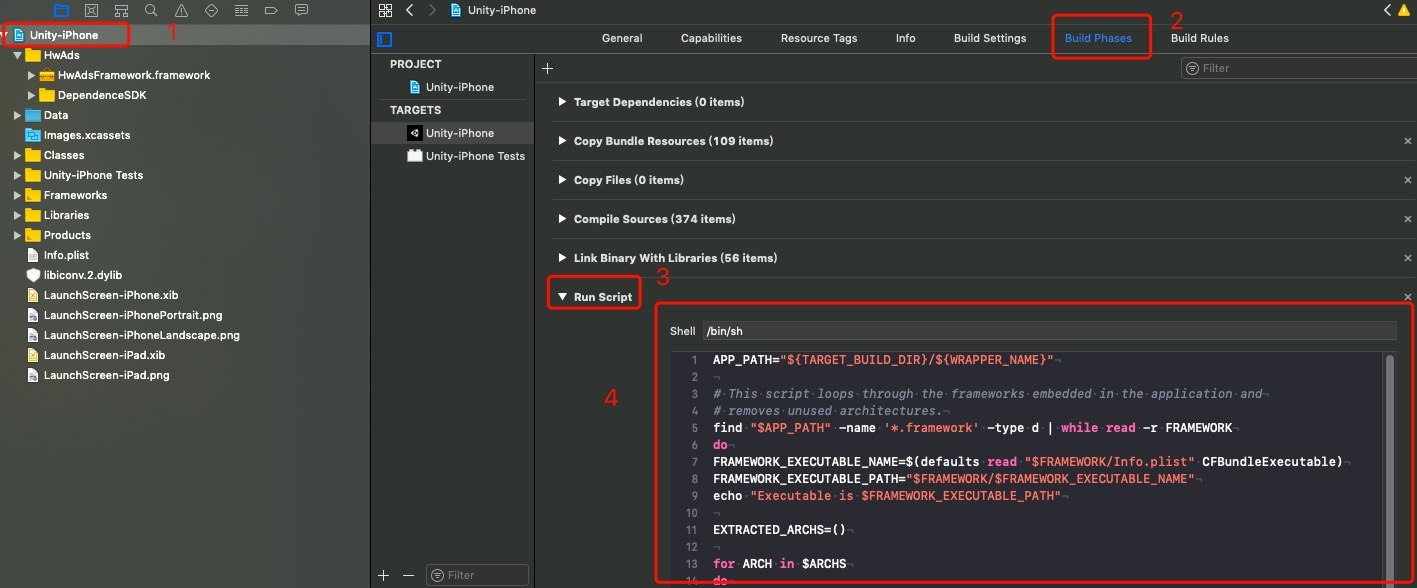 Unity-iPhone
Unity-iPhone
1
HwAds
HwAdsFramework.framework
DependenceSDK
Data
Images.xcassets
Classes
Unity-iPhone Tests
Frameworks
Libraries
Products
Info.plist
libiconv.2.dylib
LaunchScreen-iPhone.xib
LaunchScreen-iPhonePortrait.png
LaunchScreen-iPhoneLandscape.png
LaunchScreen-iPad.xib
LaunchScreen-iPad.png
General Capabilities Resource Tags Info Build Settings Build Phases Build Rules
2
PROJECT
Unity-iPhone
TARGETS
Unity-iPhone
Unity-iPhone Tests
Filter
Filter
Target Dependencies (0 items)
Copy Bundle Resources (109 items)
Copy Files (0 items)
Compile Sources (374 items)
Link Binary With Libraries (56 items)
3
Run Script
4
Shell /bin/sh
1 APP_PATH="${TARGET_BUILD_DIR}/${WRAPPER_NAME}"
2
3 # This script loops through the frameworks embedded in the application and
4 # removes unused architectures.
5 find "$APP_PATH" -name '*.framework' -type d | while read -r FRAMEWORK
6 do
7 FRAMEWORK_EXECUTABLE_NAME=$(defaults read "$FRAMEWORK/Info.plist" CFBundleExecutable)
8 FRAMEWORK_EXECUTABLE_PATH="$FRAMEWORK/$FRAMEWORK_EXECUTABLE_NAME"
9 echo "Executable is $FRAMEWORK_EXECUTABLE_PATH"
10
11 EXTRACTED_ARCHS=()
12
13 for ARCH in $ARCHS
14 do